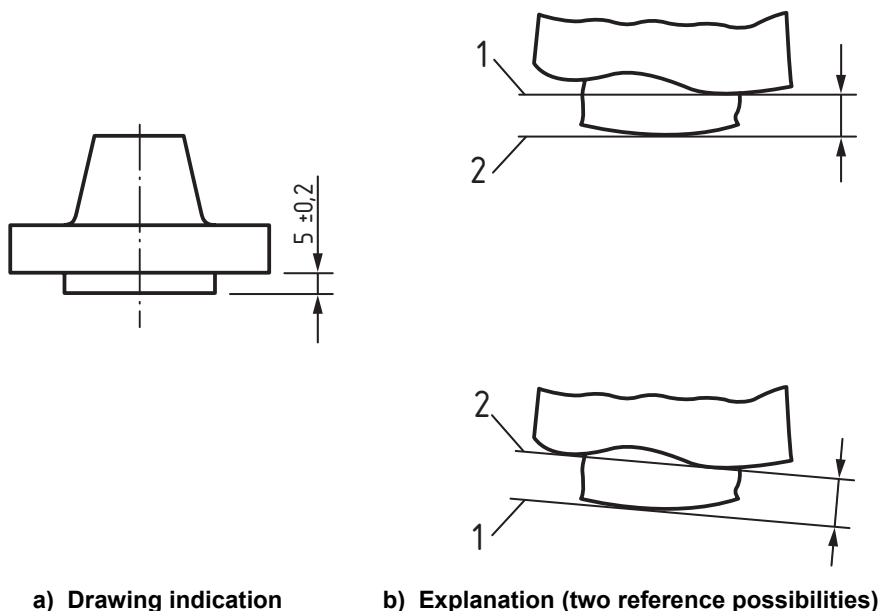 1
2
5 ±0,2
2
1
a) Drawing indication
b) Explanation (two reference possibilities)